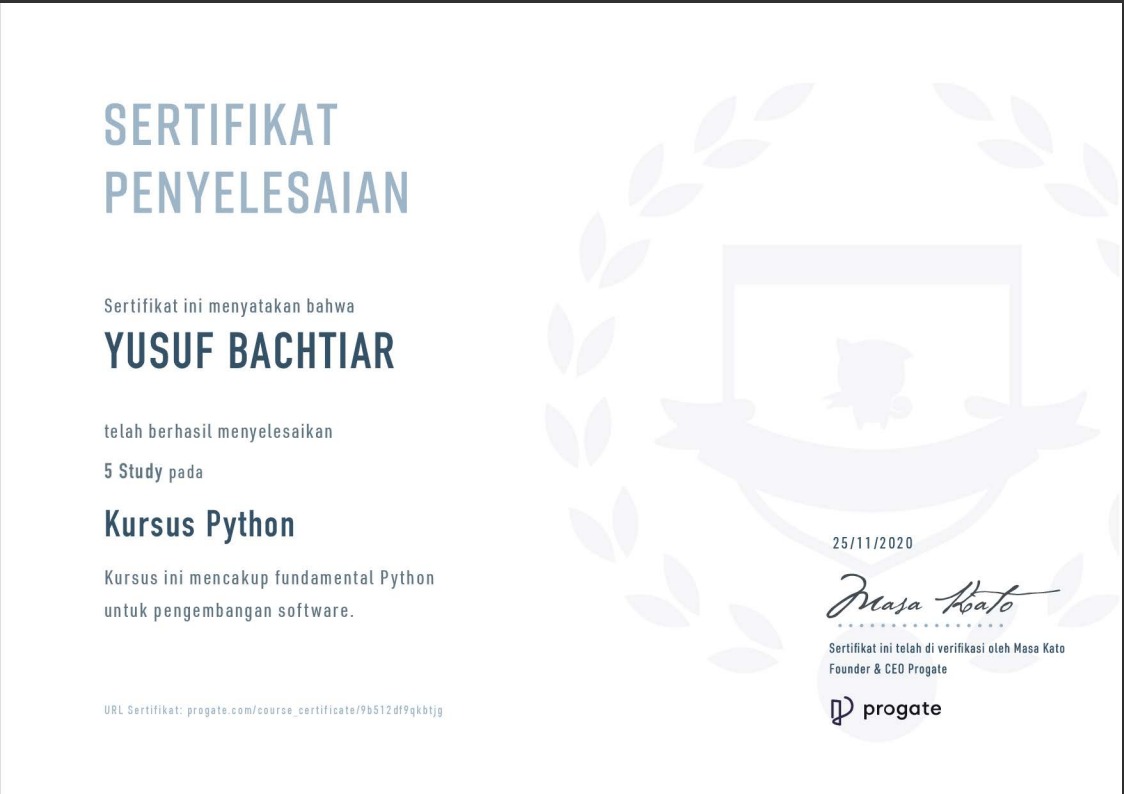 SERTIFIKAT
PENYELESAIAN
Sertifikat ini menyatakan bahwa
YUSUF BACHTIAR
telah berhasil menyelesaikan
5 Study pada
Kursus Python
Kursus ini mencakup fundamental Python
untuk pengembangan software.
URL Sertifikat: progate.com/course_certificate/9b512df9qkbtjg
25/11/2020
Masa Kato
Sertifikat ini telah di verifikasi oleh Masa Kato
Founder & CEO Progate
progate